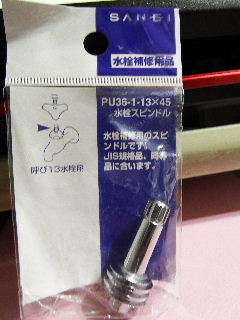 SANEI
水栓補修用品
PU36-1-13×45
水栓スピンドル
水栓補修用のスピ
ンドルです。
JIS規格品、同等
品に合います。
呼び13水栓用